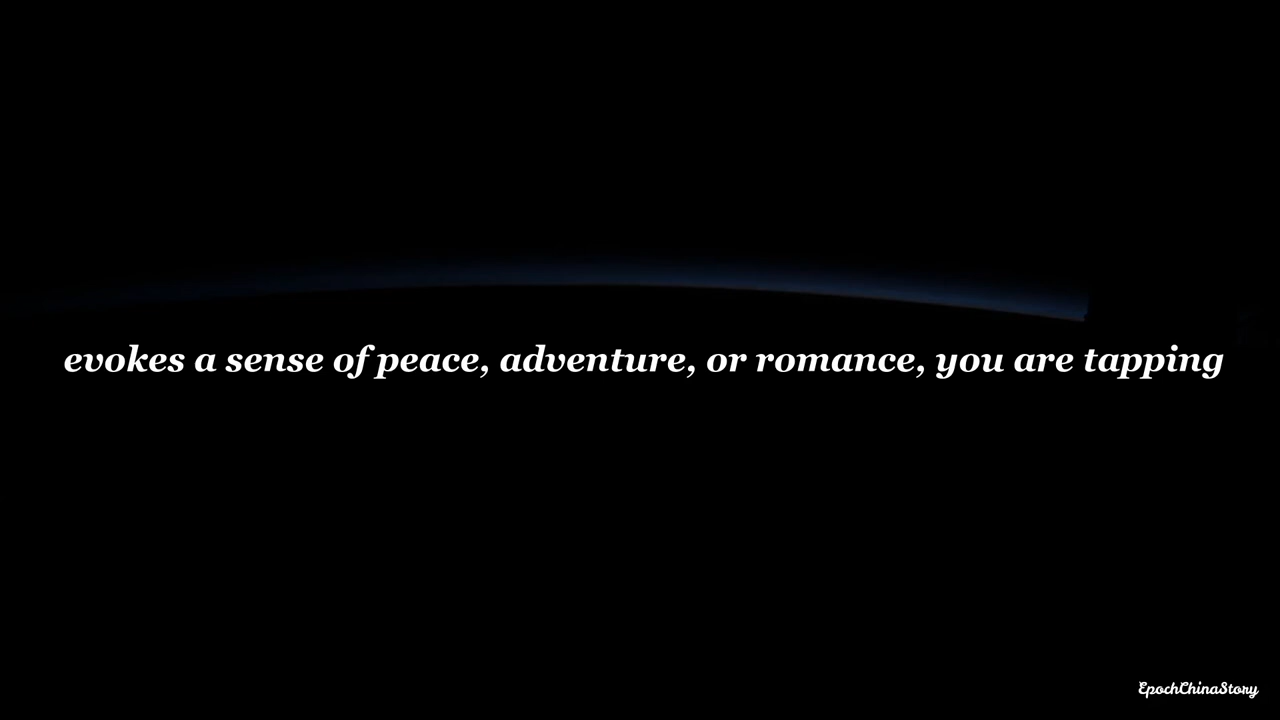 evokes a sense of peace, adventure, or romance, you are tapping
EpochChinaStory